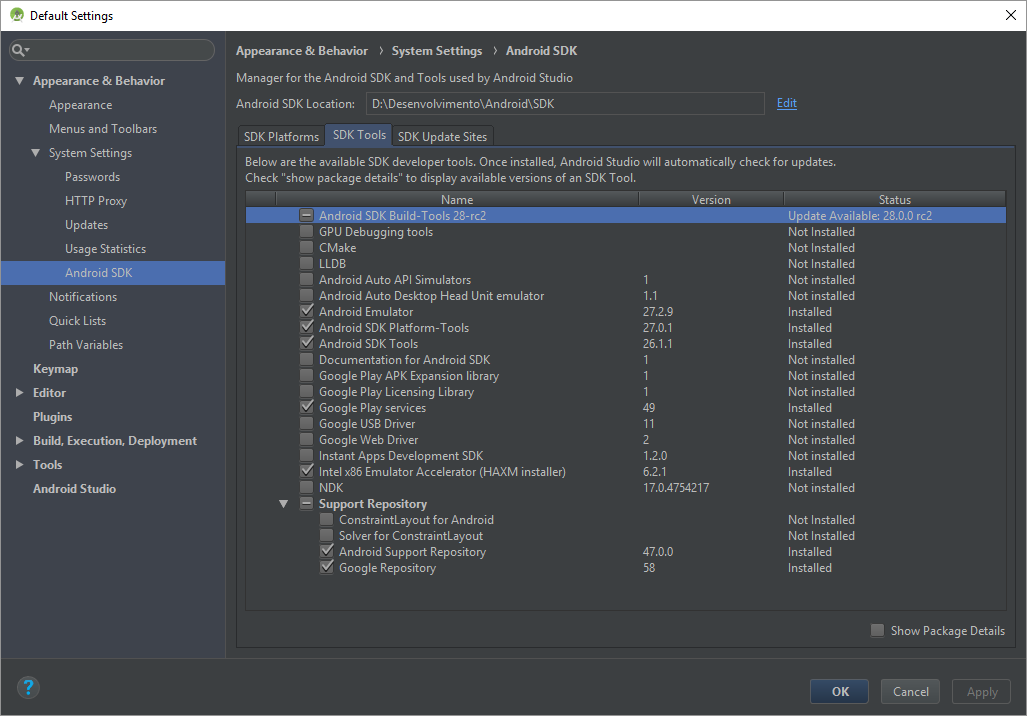 Default Settings
Appearance & Behavior
Appearance
Menus and Toolbars
System Settings
Passwords
HTTP Proxy
Updates
Usage Statistics
Android SDK
Notifications
Quick Lists
Path Variables
Keymap
Editor
Plugins
Build, Execution, Deployment
Tools
Android Studio
Appearance & Behavior › System Settings › Android SDK
Manager for the Android SDK and Tools used by Android Studio
Android SDK Location: D:\Desenvolvimento\Android\SDK Edit
SDK Platforms SDK Tools SDK Update Sites
Below are the available SDK developer tools. Once installed, Android Studio will automatically check for updates.
Check "show package details" to display available versions of an SDK Tool.
Name Version Status
Android SDK Build-Tools 28-rc2 Update Available: 28.0.0 rc2
GPU Debugging tools Not Installed
CMake Not Installed
LLDB Not Installed
Android Auto API Simulators 1 Not installed
Android Auto Desktop Head Unit emulator 1.1 Not installed
Android Emulator 27.2.9 Installed
Android SDK Platform-Tools 27.0.1 Installed
Android SDK Tools 26.1.1 Installed
Documentation for Android SDK 1 Not installed
Google Play APK Expansion library 1 Not installed
Google Play Licensing Library 1 Not installed
Google Play services 49 Installed
Google USB Driver 11 Not installed
Google Web Driver 2 Not installed
Instant Apps Development SDK 1.2.0 Not installed
Intel x86 Emulator Accelerator (HAXM installer) 6.2.1 Installed
NDK 17.0.4754217 Not installed
Support Repository
ConstraintLayout for Android Not Installed
Solver for ConstraintLayout Not Installed
Android Support Repository 47.0.0 Installed
Google Repository 58 Installed
Show Package Details
? OK Cancel Apply